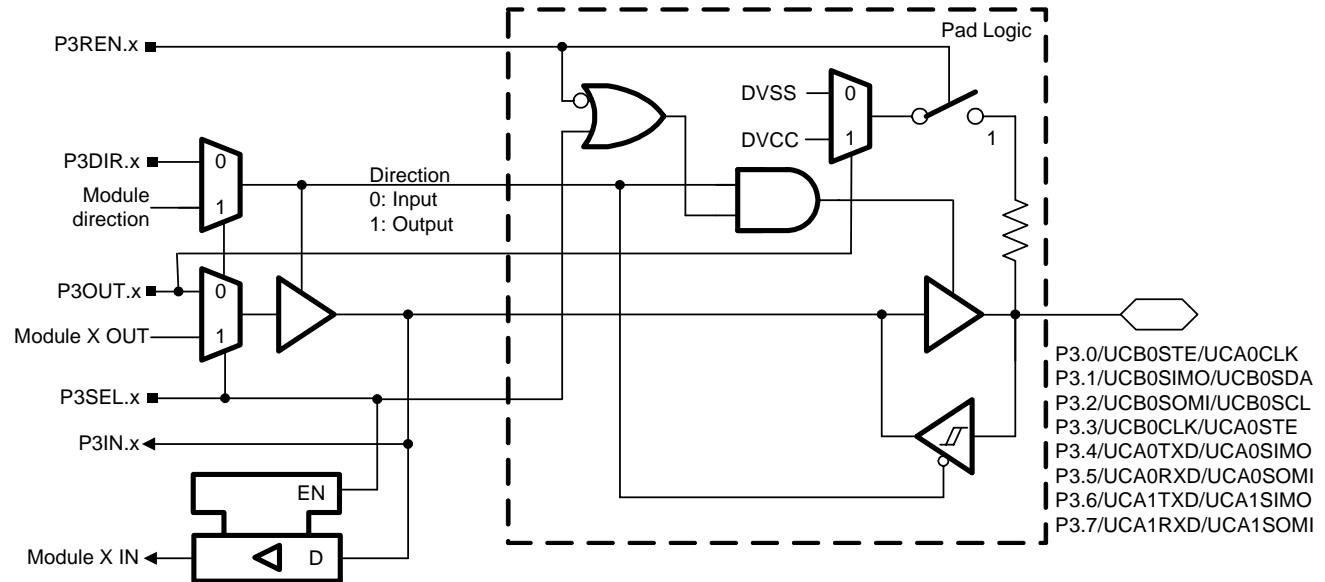 Pad Logic
P3REN.x
DVSS
0
DVCC
1
1
P3DIR.x
0
Module
direction
1
Direction
0: Input
1: Output
P3OUT.x
0
Module X OUT
1
P3SEL.x
P3IN.x
EN
Module X IN
D
P3.0/UCB0STE/UCA0CLK
P3.1/UCB0SIMO/UCB0SDA
P3.2/UCB0SOMI/UCB0SCL
P3.3/UCB0CLK/UCA0STE
P3.4/UCA0TXD/UCA0SIMO
P3.5/UCA0RXD/UCA0SOMI
P3.6/UCA1TXD/UCA1SIMO
P3.7/UCA1RXD/UCA1SOMI